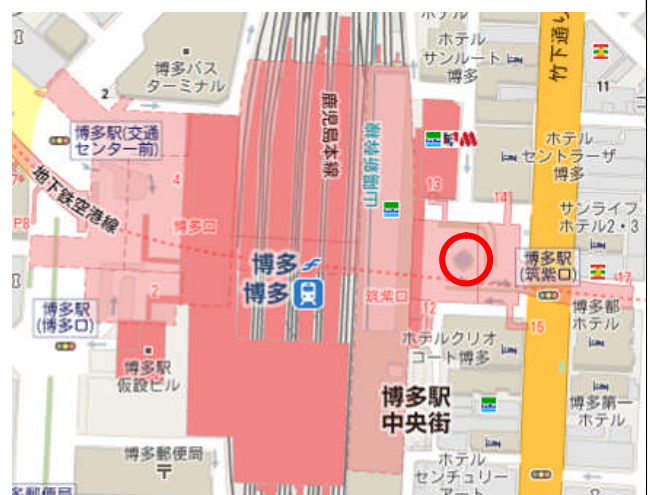 ホテル
ホテル
サンルート
博多
竹下通り
博多バス
ターミナル
2
11
鹿児島本線
山陽新幹線
博多駅(交通
センター前)
地下鉄空港線
4
13
14
ホテル
セントラーザ
博多
P8
博多口
サンライフ
ホテル2・3
博多
博多
博多駅
(筑紫口)
17
博多駅
(博多口)
2
筑紫口
12
15
博多都
ホテル
ホテルクリオ
コート博多
博多駅
仮設ビル
博多駅
中央街
博多第一
ホテル
博多郵便局
〒
ホテル
センチュリー
アート
多郵便局